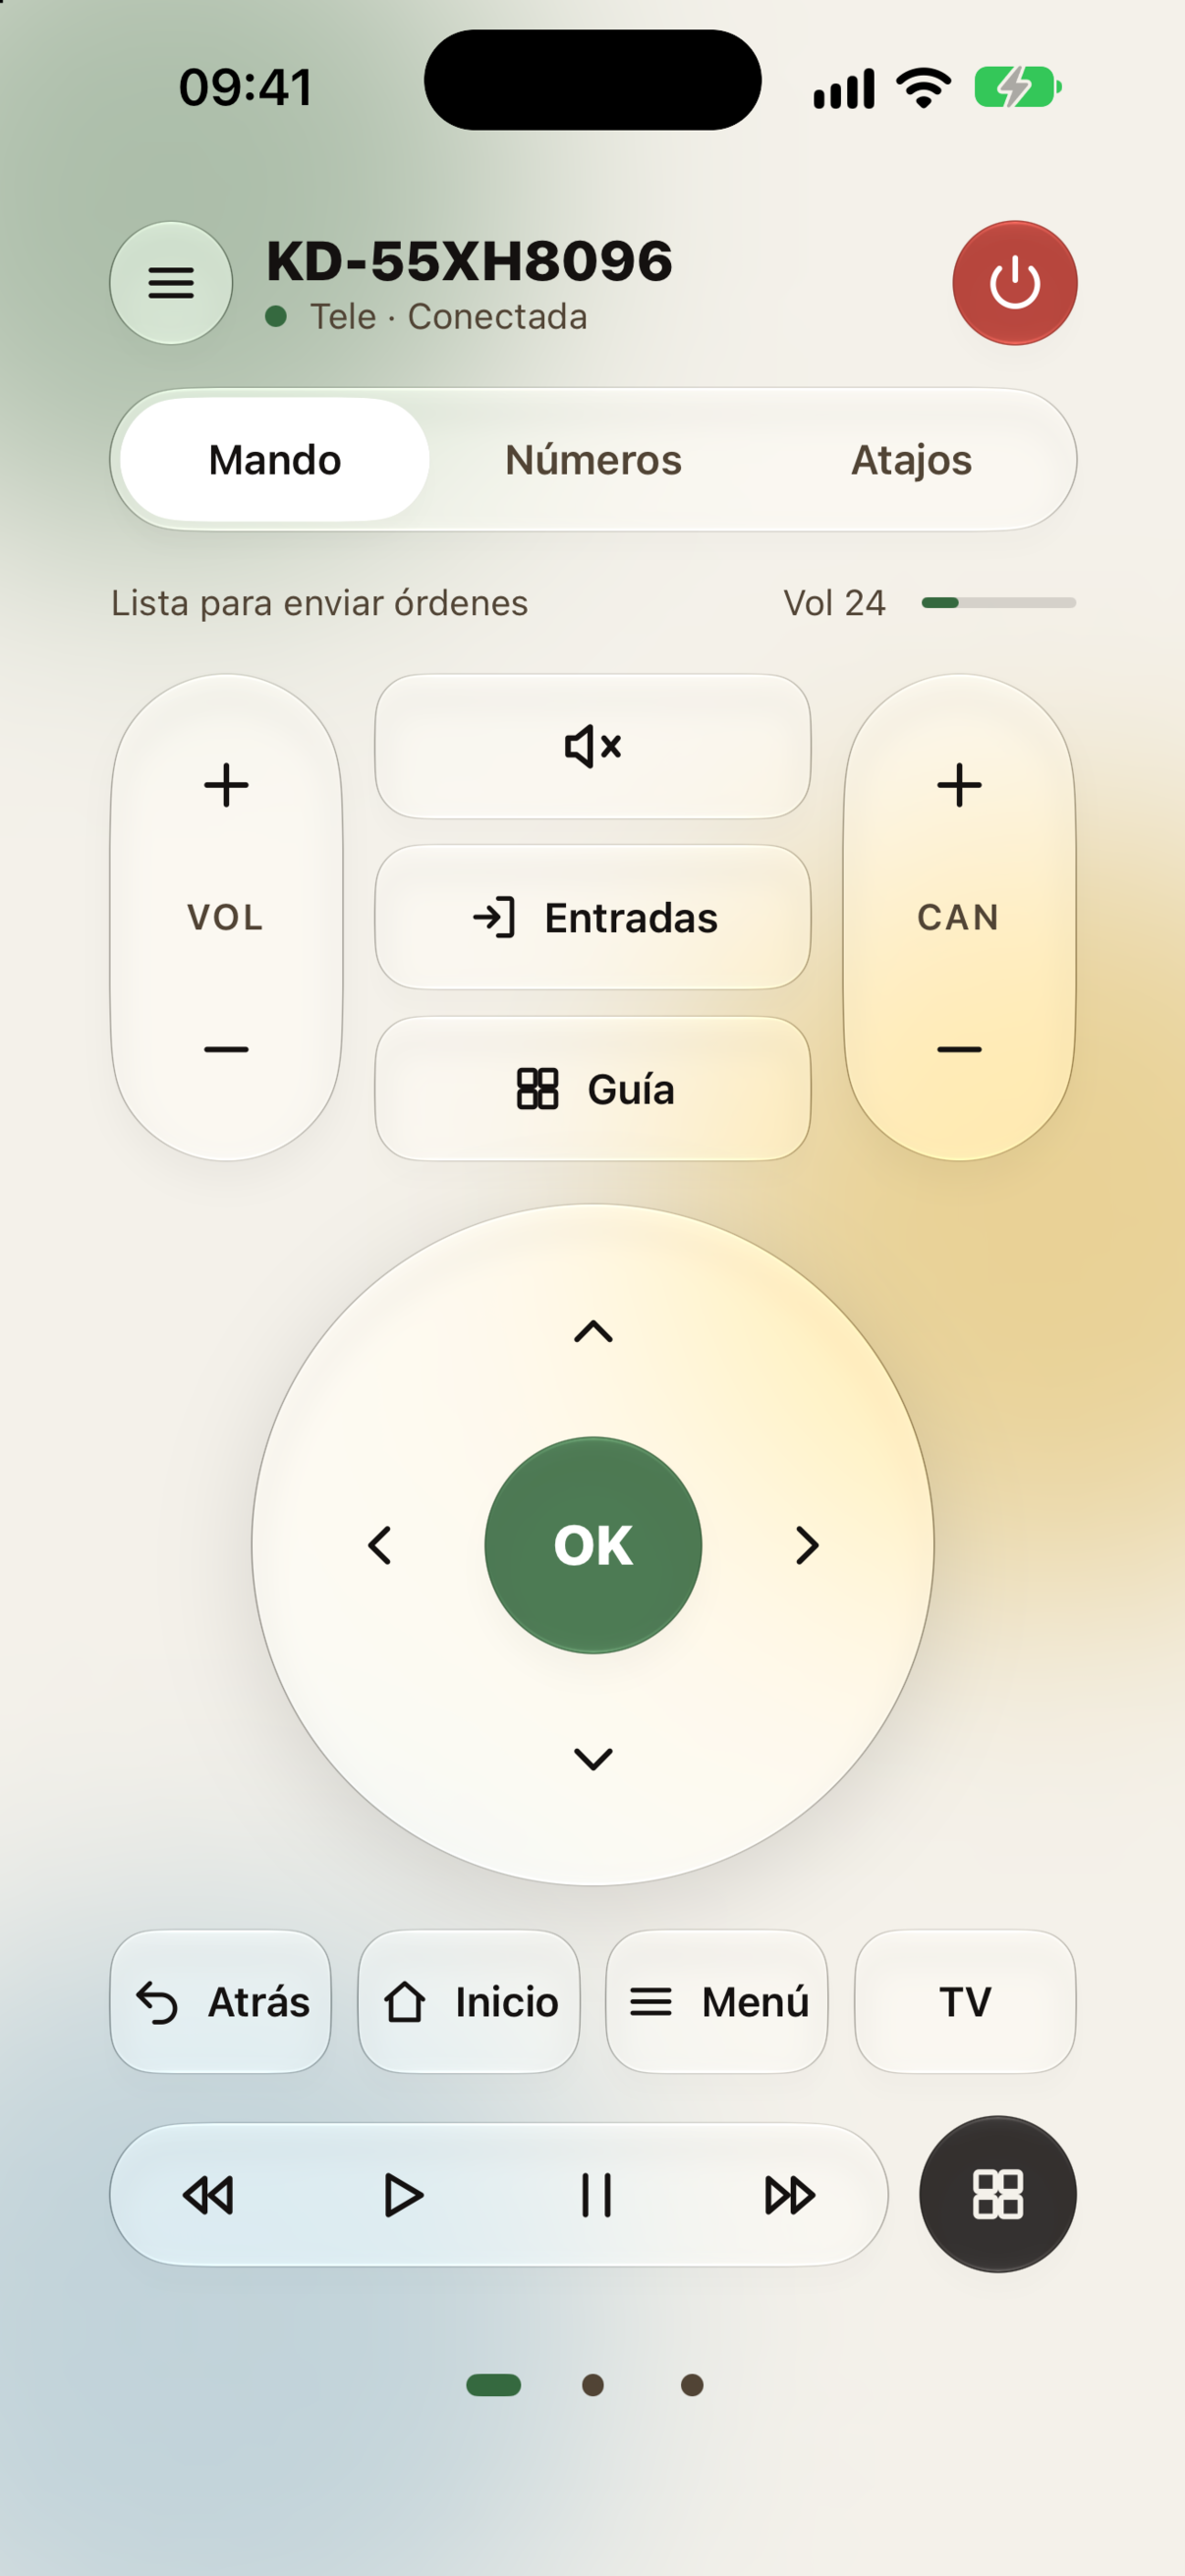 09:41
KD-55XH8096
Tele · Conectada
Mando Números Atajos
Lista para enviar órdenes Vol 24
VOL Entradas CAN
Guía
OK
Atrás Inicio Menú TV